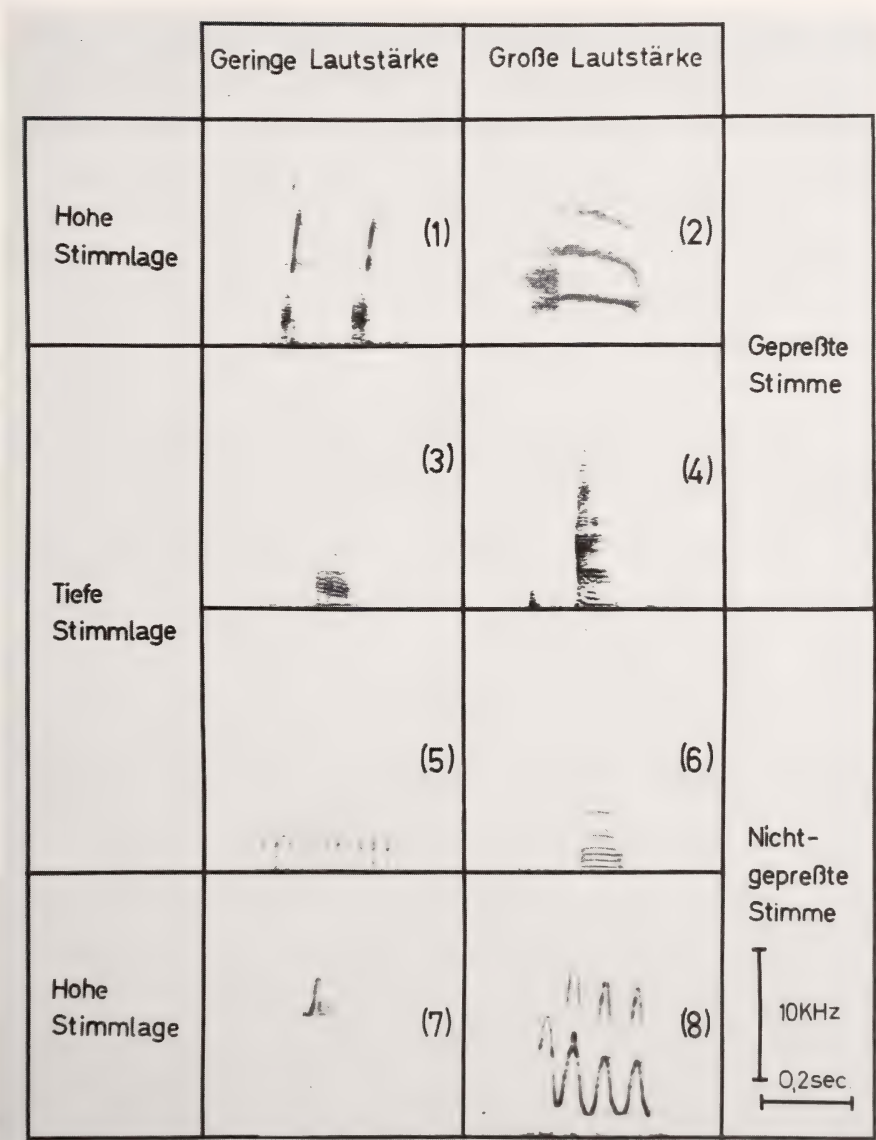 Geringe Lautstärke
Große Lautstärke
Hohe
Stimmlage
(1)
(2)
Gepreßte
Stimme
(3)
(4)
Tiefe
Stimmlage
(5)
(6)
Nicht-
gepreßte
Stimme
Hohe
Stimmlage
(7)
(8)
10KHz
0,2sec.